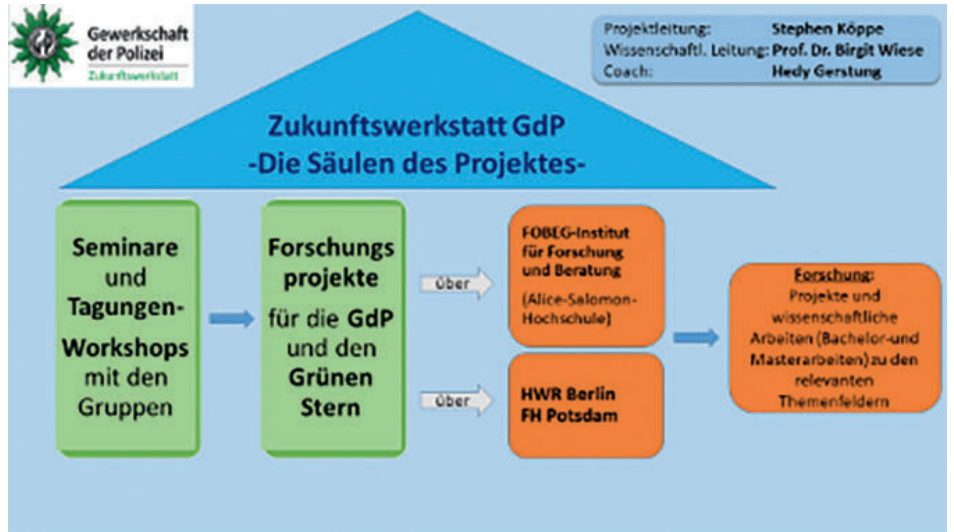 Gewerkschaft
der Polizei
Zukunftswerkstatt
Projektleitung: Stephen Köppe
Wissenschaftl. Leitung: Prof. Dr. Birgit Wiese
Coach: Hedy Gerstung
Zukunftswerkstatt GdP
-Die Säulen des Projektes-
Seminare
und
Tagungen-
Workshops
mit den
Gruppen
Forschungs
projekte
für die GdP
und den
Grünen
Stern
über
über
FOBEG-Institut
für Forschung
und Beratung
(Alice-Salomon-
Hochschule)
HWR Berlin
FH Potsdam
Forschung:
Projekte und
wissenschaftliche
Arbeiten (Bachelor-und
Masterarbeiten) zu den
relevanten
Themenfeldern